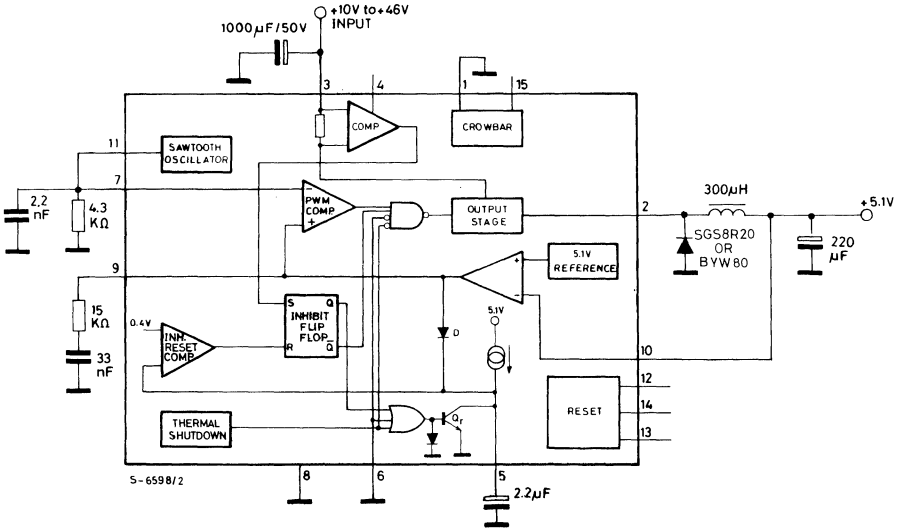 +10V to+46V
INPUT
1000µF/50V
3
4
1
15
COMP
CROWBAR
11
SAWTOOTH
OSCILLATOR
7
2,2
nF
4.3
KΩ
−
PWM
COMP
+
OUTPUT
STAGE
2
300µH
+5.1V
SGS8R20
OR
BYW80
220
µF
9
5.1V
REFERENCE
+
−
15
KΩ
33
nF
0.4V
INH.
RESET
COMP
S
Q
INHIBIT
FLIP
FLOP
R
Q̅
D
5.1V
10
12
14
13
RESET
THERMAL
SHUTDOWN
Qr
S-6598/2
8
6
5
2.2µF